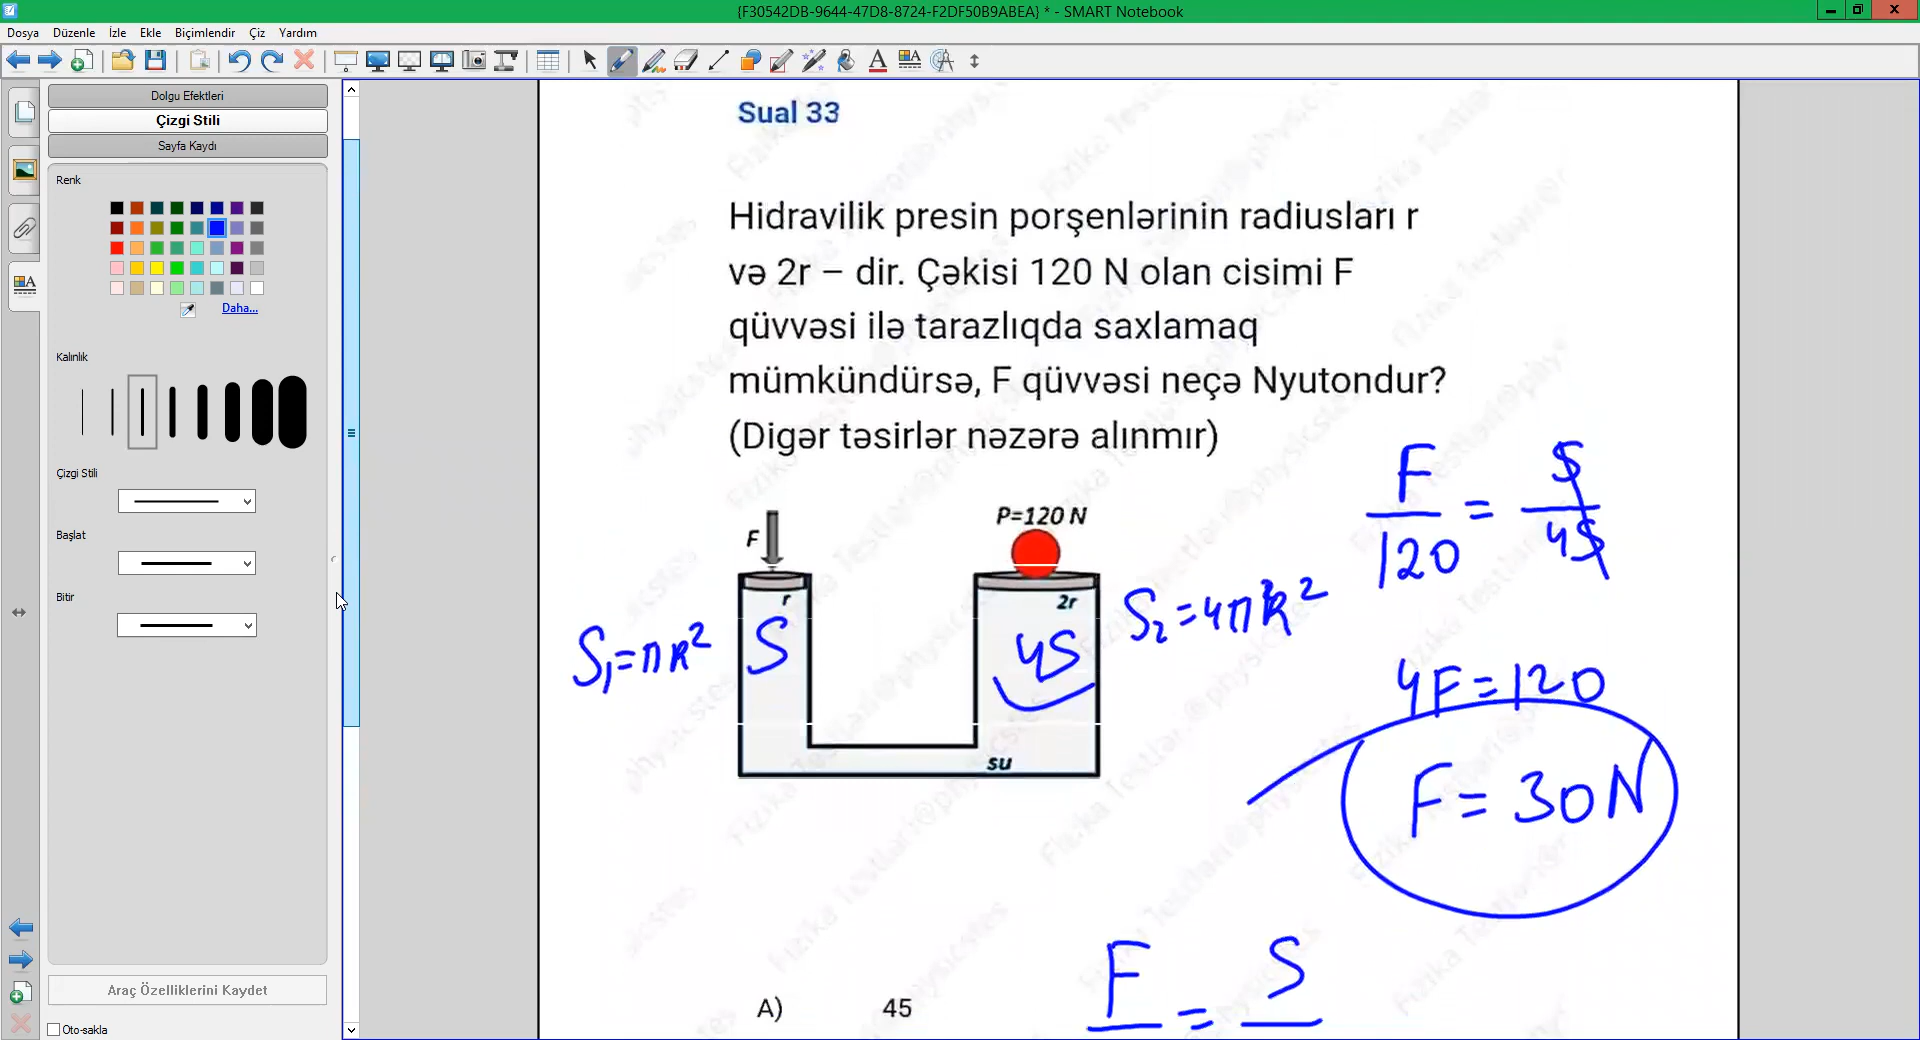 {F30542DB-9644-47D8-8724-F2DF50B9ABEA} * - SMART Notebook
Dosya Düzenle İzle Ekle Biçimlendir Çiz Yardım
Dolgu Efektleri
Çizgi Stili
Sayfa Kaydı
Renk
Daha...
Kalınlık
Çizgi Stili
Başlat
Bitir
Araç Özelliklerini Kaydet
Oto-sakla
Sual 33
Hidravilik presin porşenlərinin radiusları r
və 2r – dir. Çəkisi 120 N olan cisimi F
qüvvəsi ilə tarazlıqda saxlamaq
mümkündürsə, F qüvvəsi neçə Nyutondur?
(Digər təsirlər nəzərə alınmır)
F
P=120 N
r
2r
S₁=πR²
S
4S
S₂=4πR²
su
F/120 = S/4S
4F=120
F=30N
F = S
A) 45